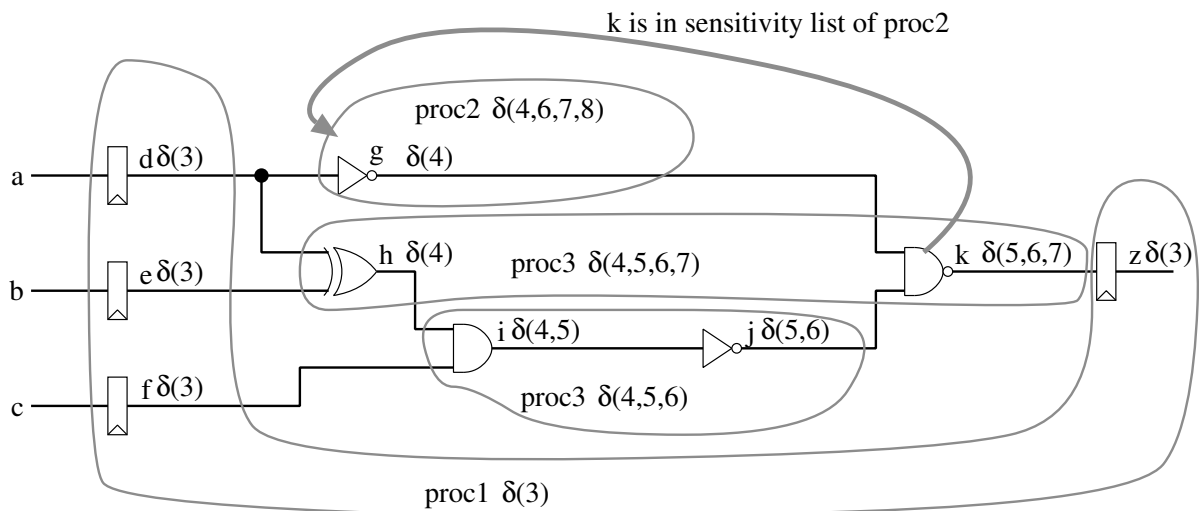 k is in sensitivity list of proc2
proc2 δ(4,6,7,8)
a
d δ(3)
g δ(4)
h δ(4)
proc3 δ(4,5,6,7)
k δ(5,6,7)
z δ(3)
b
e δ(3)
i δ(4,5)
j δ(5,6)
c
f δ(3)
proc3 δ(4,5,6)
proc1 δ(3)